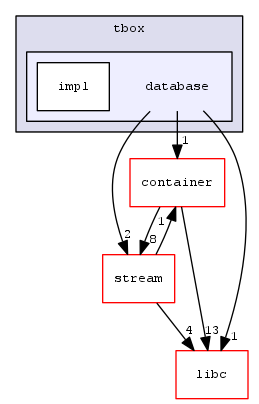 tbox
impl database
1
container
1
2 8
stream
4 13 1
libc